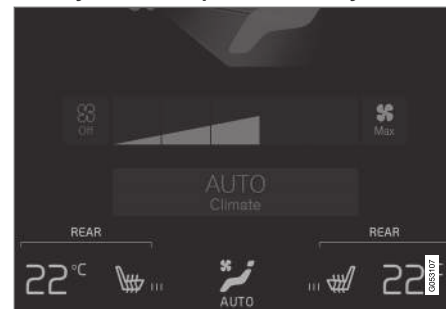 Off
Max
AUTO
Climate
REAR
REAR
22°C
22°C
AUTO
G053107